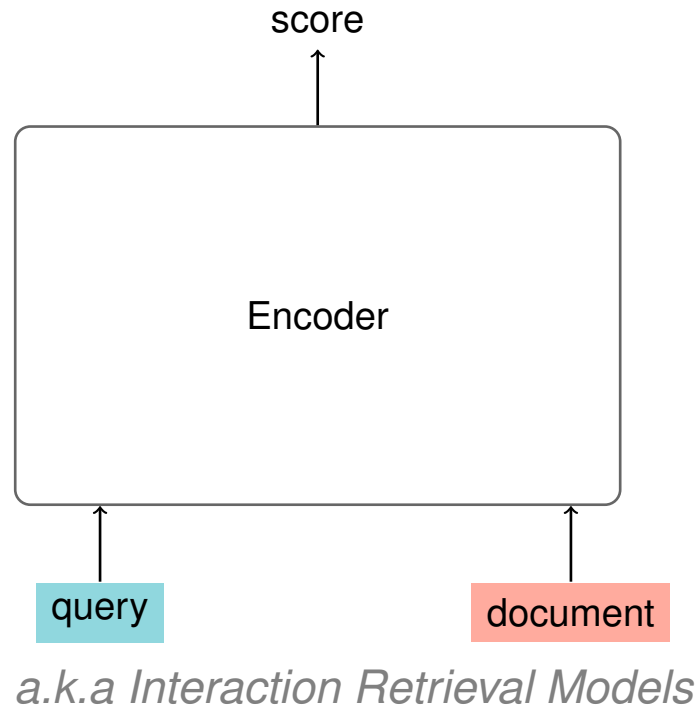 score
Encoder
query
document
a.k.a Interaction Retrieval Models